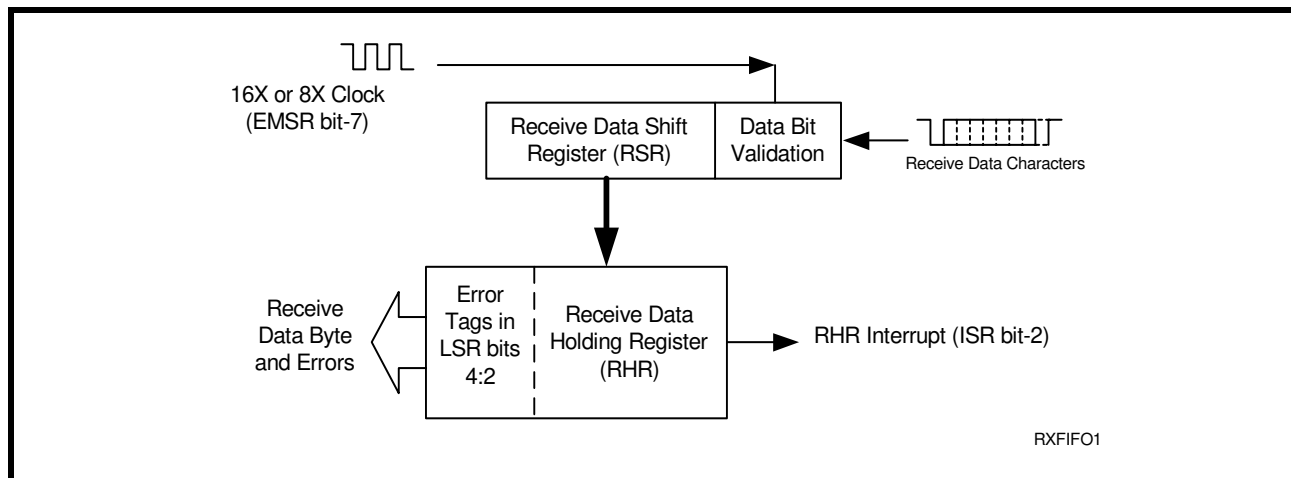 16X or 8X Clock
(EMSR bit-7)
Receive Data Shift
Register (RSR)
Data Bit
Validation
Receive Data Characters
Receive
Data Byte
and Errors
Error
Tags in
LSR bits
4:2
Receive Data
Holding Register
(RHR)
RHR Interrupt (ISR bit-2)
RXFIFO1